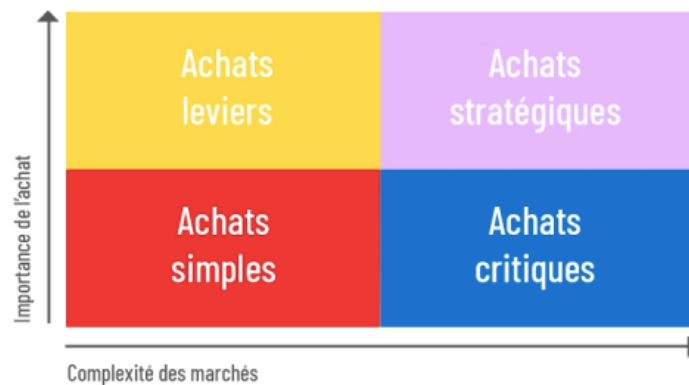 Achats
leviers
Achats
stratégiques
Achats
simples
Achats
critiques
Importance de l'achat
Complexité des marchés